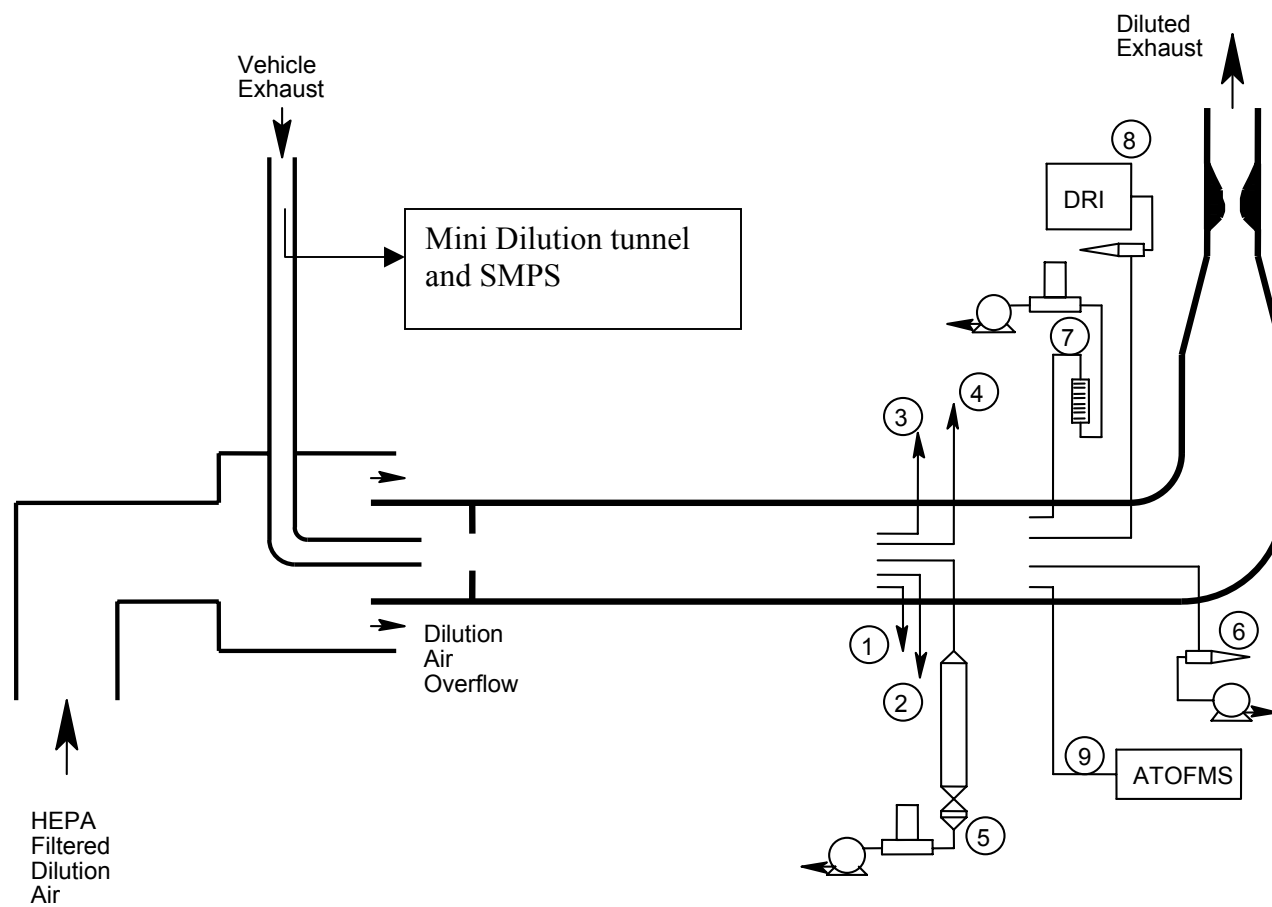 Diluted
Exhaust
Vehicle
Exhaust
8
DRI
Mini Dilution tunnel
and SMPS
7
4
3
Dilution
Air
Overflow
1
6
2
9
ATOFMS
5
HEPA
Filtered
Dilution
Air